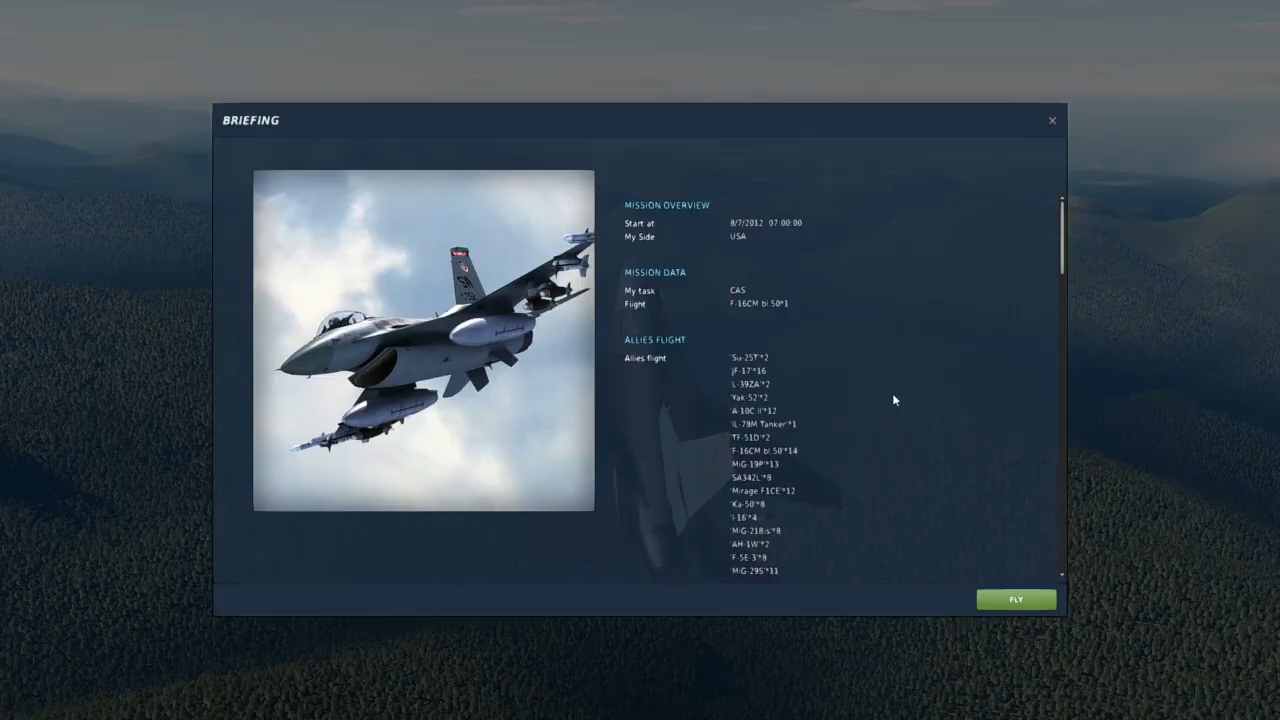 BRIEFING
MISSION OVERVIEW
Start at 8/7/2012 07:00:00
My Side USA
MISSION DATA
My task CAS
Flight F-16CM bl.50*1
ALLIES FLIGHT
Allies flight 'Su-25T'*2
'JF-17'*16
'L-39ZA'*2
'Yak-52'*2
'A-10C II'*12
'IL-78M Tanker'*1
'TF-51D'*2
'F-16CM bl.50'*14
'MiG-19P'*13
'SA342L'*8
'Mirage F1CE'*12
'Ka-50'*8
'I-16'*4
'MiG-21Bis'*8
'AH-1W'*2
'F-5E-3'*8
'MiG-29S'*11
FLY